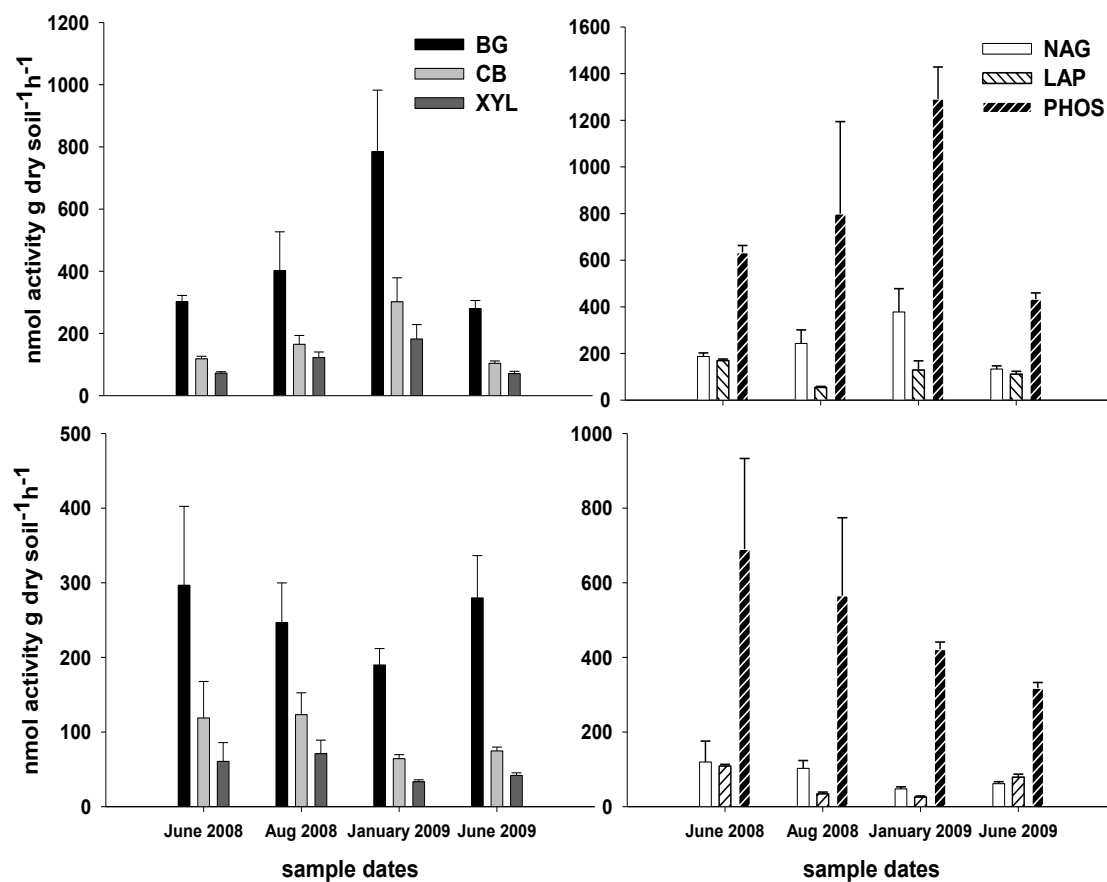 nmol activity g dry soil⁻¹h⁻¹
1200
1000
800
600
400
200
0
BG
CB
XYL
1600
1400
1200
1000
800
600
400
200
0
NAG
LAP
PHOS
nmol activity g dry soil⁻¹h⁻¹
500
400
300
200
100
0
June 2008 Aug 2008 January 2009 June 2009
sample dates
1000
800
600
400
200
0
June 2008 Aug 2008 January 2009 June 2009
sample dates